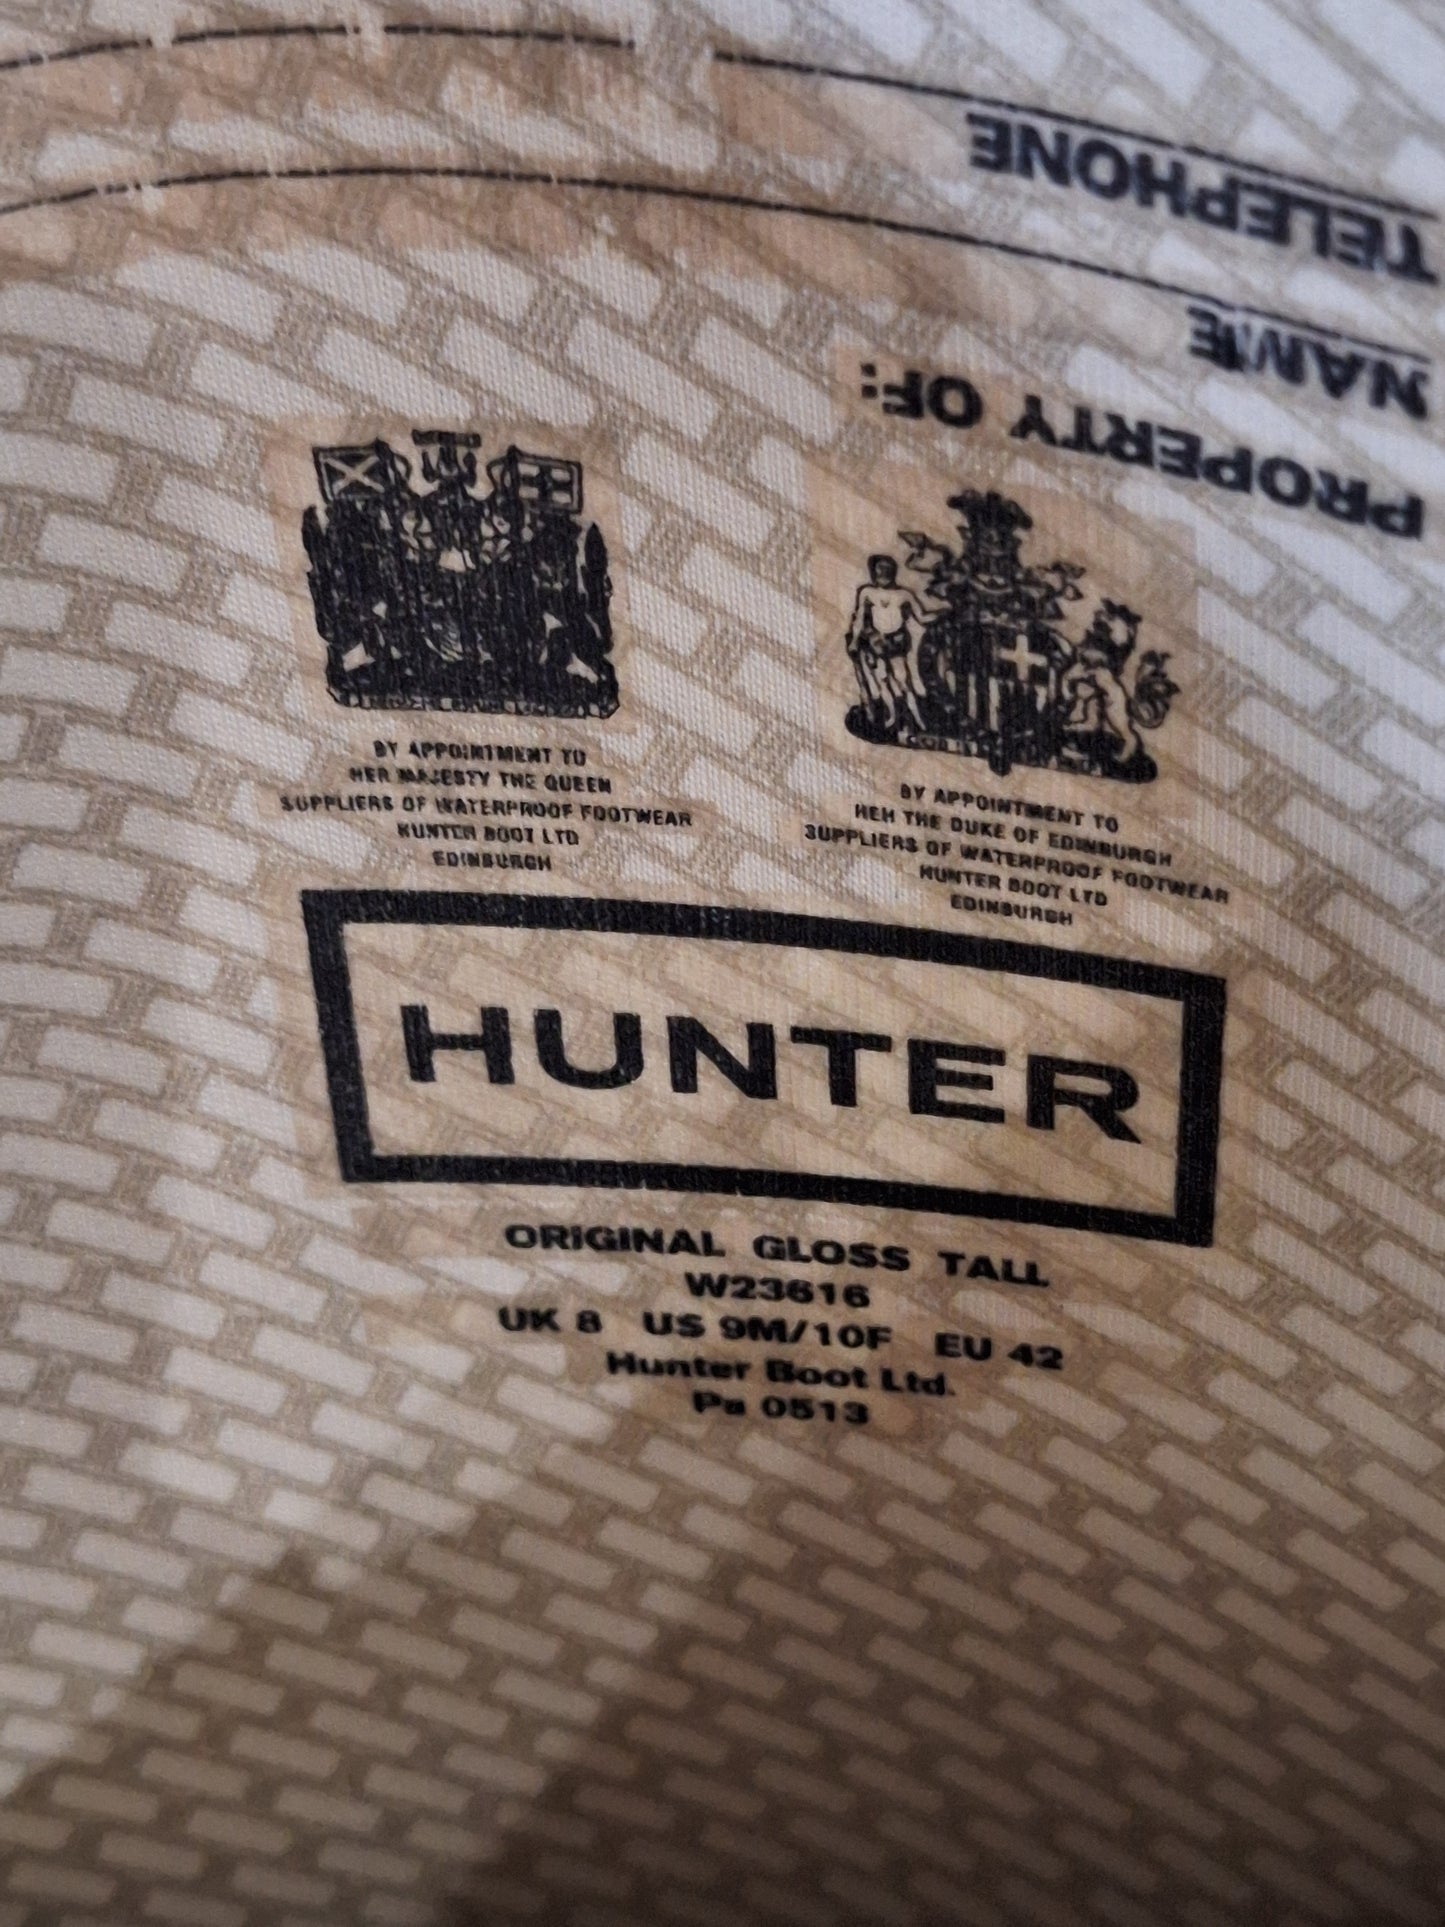 TELEPHONE
NAME
PROPERTY OF:
BY APPOINTMENT TO
HER MAJESTY THE QUEEN
SUPPLIERS OF WATERPROOF FOOTWEAR
HUNTER BOOT LTD
EDINBURGH
BY APPOINTMENT TO
HRH THE DUKE OF EDINBURGH
SUPPLIERS OF WATERPROOF FOOTWEAR
HUNTER BOOT LTD
EDINBURGH
HUNTER
ORIGINAL GLOSS TALL
W23616
UK 8 US 9M/10F EU 42
Hunter Boot Ltd.
Pa 0513